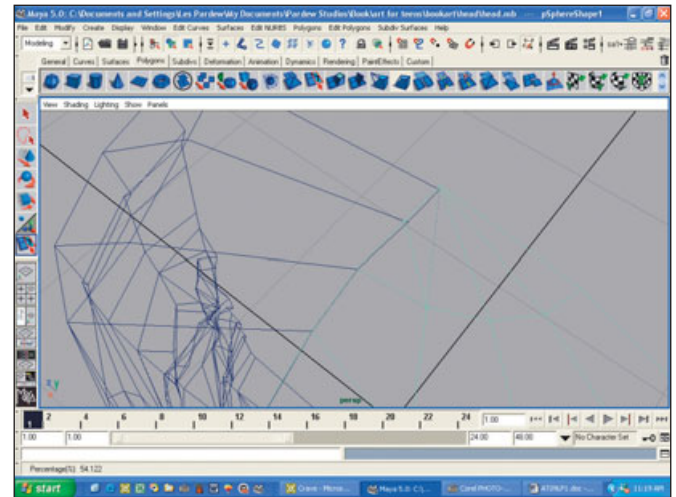 Maya 5.0: C:\Documents and Settings\Les Pardew\My Documents\Pardew Studios\Book\art for teens\bookart\head\head.mb --- pSphereShape1
File Edit Modify Create Display Window Edit Curves Surfaces Edit NURBS Polygons Edit Polygons Subdiv Surfaces Help
Modeling
General Curves Surfaces Polygons Subdivs Deformation Animation Dynamics Rendering PaintEffects Custom
View Shading Lighting Show Panels
persp
2 4 6 8 10 12 14 16 18 20 22 24 1.00
1
1.00 1.00 24.00 48.00 No Character Set
Percentage(%) 54.122
start Maya 5.0: C:\... Corel PHOTO-... 11:19 AM